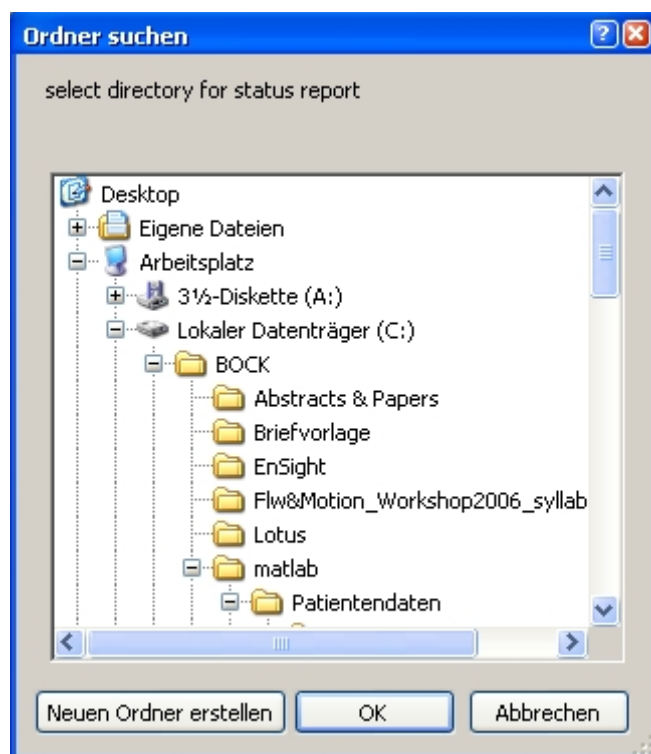 Ordner suchen
select directory for status report
Desktop
Eigene Dateien
Arbeitsplatz
3½-Diskette (A:)
Lokaler Datenträger (C:)
BOCK
Abstracts & Papers
Briefvorlage
EnSight
Flw&Motion_Workshop2006_syllab
Lotus
matlab
Patientendaten
Neuen Ordner erstellen OK Abbrechen